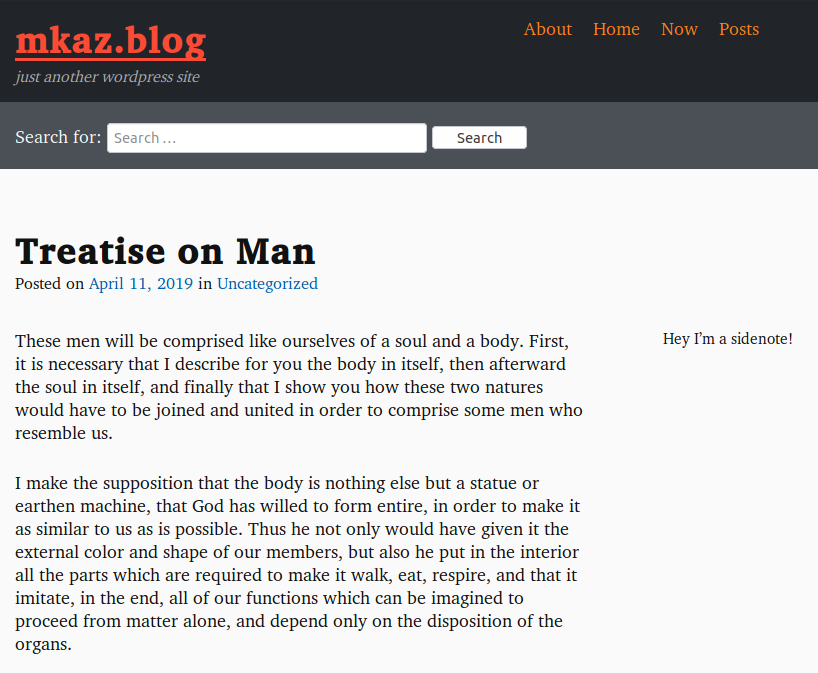 mkaz.blog
just another wordpress site
About Home Now Posts
Search for: Search … Search
Treatise on Man
Posted on April 11, 2019 in Uncategorized
These men will be comprised like ourselves of a soul and a body. First,
it is necessary that I describe for you the body in itself, then afterward
the soul in itself, and finally that I show you how these two natures
would have to be joined and united in order to comprise some men who
resemble us.
Hey I’m a sidenote!
I make the supposition that the body is nothing else but a statue or
earthen machine, that God has willed to form entire, in order to make it
as similar to us as is possible. Thus he not only would have given it the
external color and shape of our members, but also he put in the interior
all the parts which are required to make it walk, eat, respire, and that it
imitate, in the end, all of our functions which can be imagined to
proceed from matter alone, and depend only on the disposition of the
organs.